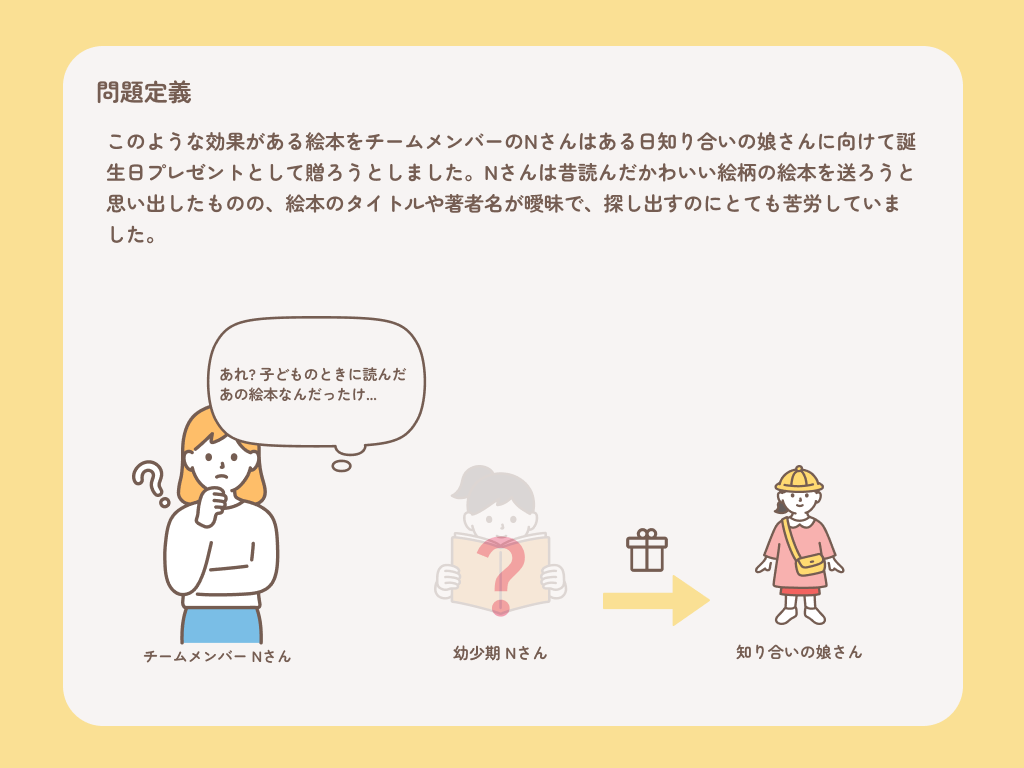 問題定義
このような効果がある絵本をチームメンバーのNさんはある日知り合いの娘さんに向けて誕
生日プレゼントとして贈ろうとしました。Nさんは昔読んだかわいい絵柄の絵本を送ろうと
思い出したものの、絵本のタイトルや著者名が曖昧で、探し出すのにとても苦労していま
した。
あれ? 子どものときに読んだ
あの絵本なんだったけ...
?
?
チームメンバー Nさん
幼少期 Nさん
知り合いの娘さん